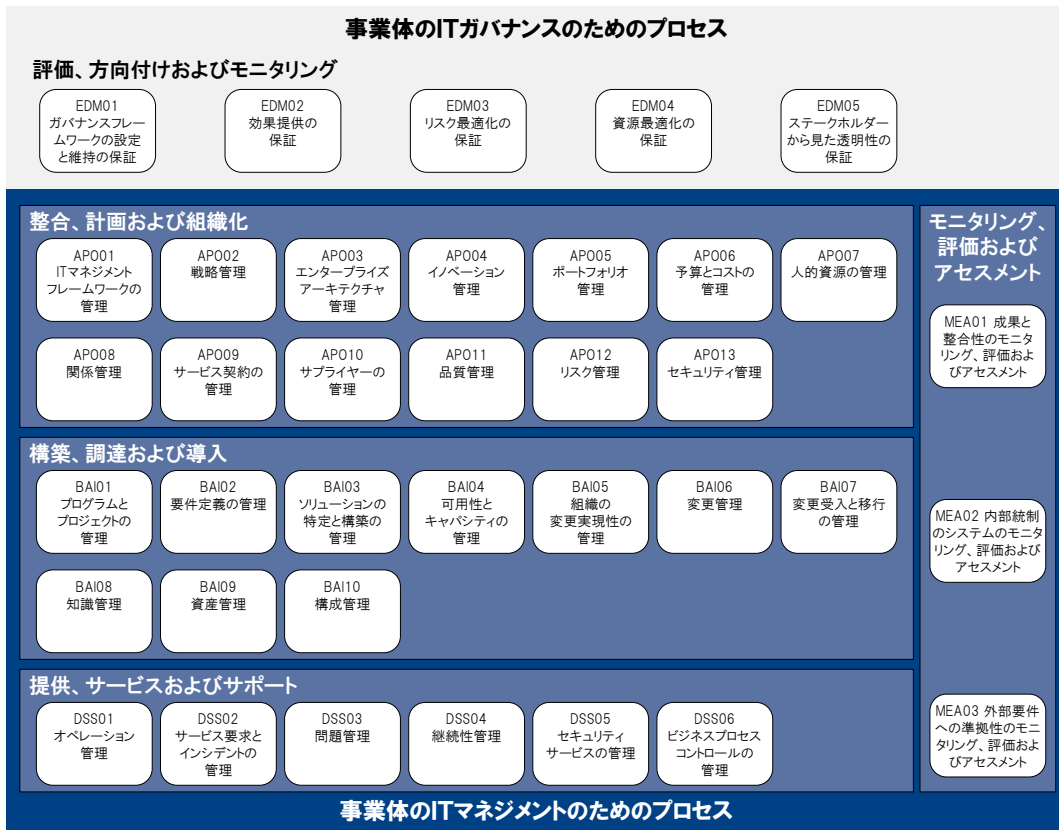 事業体のITガバナンスのためのプロセス
評価、方向付けおよびモニタリング
EDM01
ガバナンスフレー
ムワークの設定
と維持の保証
EDM02
効果提供の
保証
EDM03
リスク最適化の
保証
EDM04
資源最適化の
保証
EDM05
ステークホルダー
から見た透明性の
保証
整合、計画および組織化
APO01
ITマネジメント
フレームワークの
管理
APO02
戦略管理
APO03
エンタープライズ
アーキテクチャ
管理
APO04
イノベーション
管理
APO05
ポートフォリオ
管理
APO06
予算とコストの
管理
APO07
人的資源の管理
APO08
関係管理
APO09
サービス契約の
管理
APO10
サプライヤーの
管理
APO11
品質管理
APO12
リスク管理
APO13
セキュリティ管理
構築、調達および導入
BAI01
プログラムと
プロジェクトの
管理
BAI02
要件定義の管理
BAI03
ソリューションの
特定と構築の
管理
BAI04
可用性と
キャパシティの
管理
BAI05
組織の
変更実現性の
管理
BAI06
変更管理
BAI07
変更受入と移行
の管理
BAI08
知識管理
BAI09
資産管理
BAI10
構成管理
提供、サービスおよびサポート
DSS01
オペレーション
管理
DSS02
サービス要求と
インシデントの
管理
DSS03
問題管理
DSS04
継続性管理
DSS05
セキュリティ
サービスの管理
DSS06
ビジネスプロセス
コントロールの
管理
モニタリング、
評価および
アセスメント
MEA01 成果と
整合性のモニタ
リング、評価およ
びアセスメント
MEA02 内部統制
のシステムのモニタ
リング、評価および
アセスメント
MEA03 外部要件
への準拠性のモニ
タリング、評価およ
びアセスメント
事業体のITマネジメントのためのプロセス